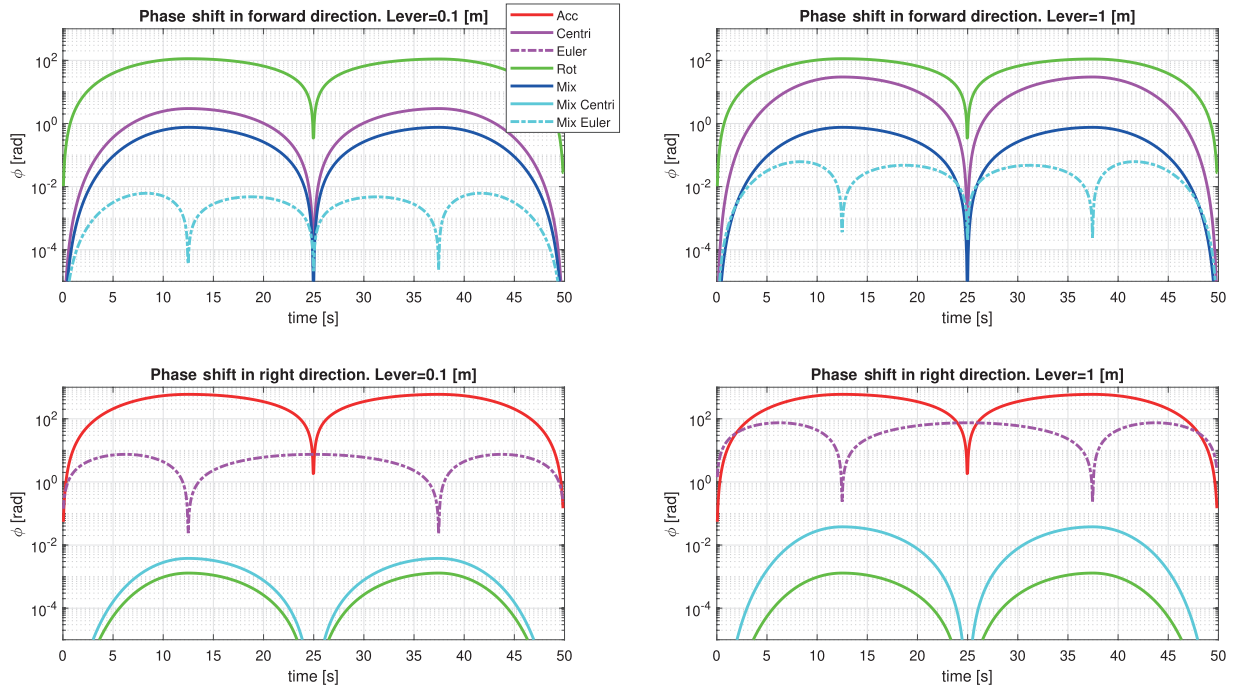 Phase shift in forward direction. Lever=0.1 [m]
Acc
Centri
Euler
Rot
Mix
Mix Centri
Mix Euler
ϕ [rad]
10^2
10^0
10^-2
10^-4
0 5 10 15 20 25 30 35 40 45 50
time [s]
Phase shift in forward direction. Lever=1 [m]
ϕ [rad]
10^2
10^0
10^-2
10^-4
0 5 10 15 20 25 30 35 40 45 50
time [s]
Phase shift in right direction. Lever=0.1 [m]
ϕ [rad]
10^2
10^0
10^-2
10^-4
0 5 10 15 20 25 30 35 40 45 50
time [s]
Phase shift in right direction. Lever=1 [m]
ϕ [rad]
10^2
10^0
10^-2
10^-4
0 5 10 15 20 25 30 35 40 45 50
time [s]